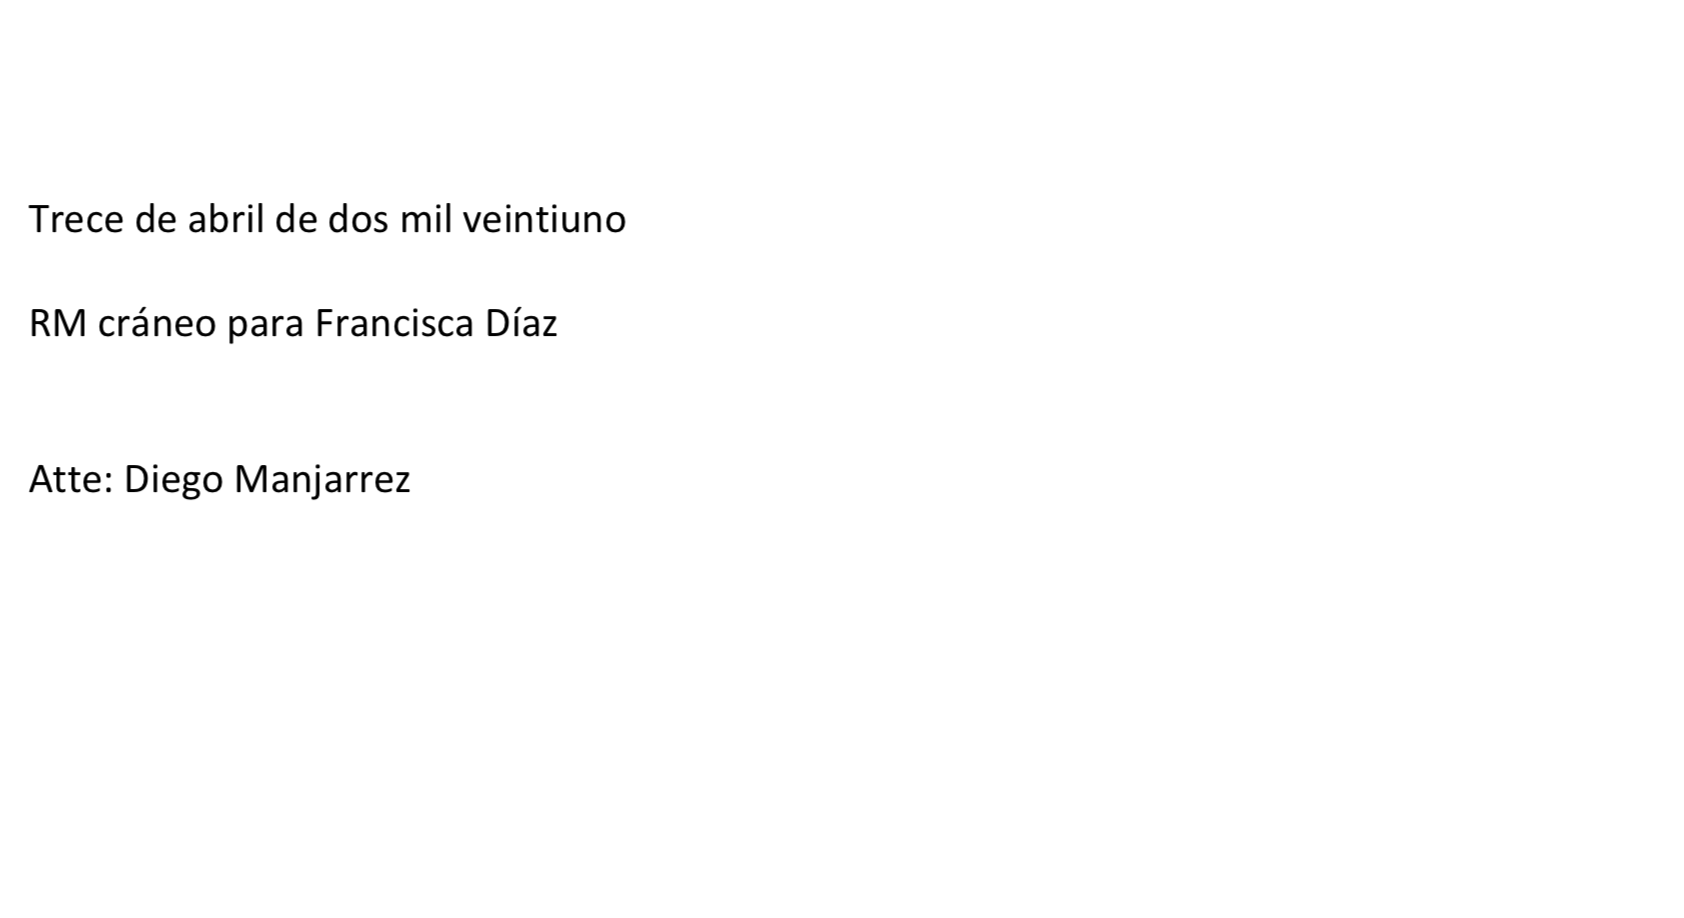 Trece de abril de dos mil veintiuno
RM cráneo para Francisca Díaz
Atte: Diego Manjarrez